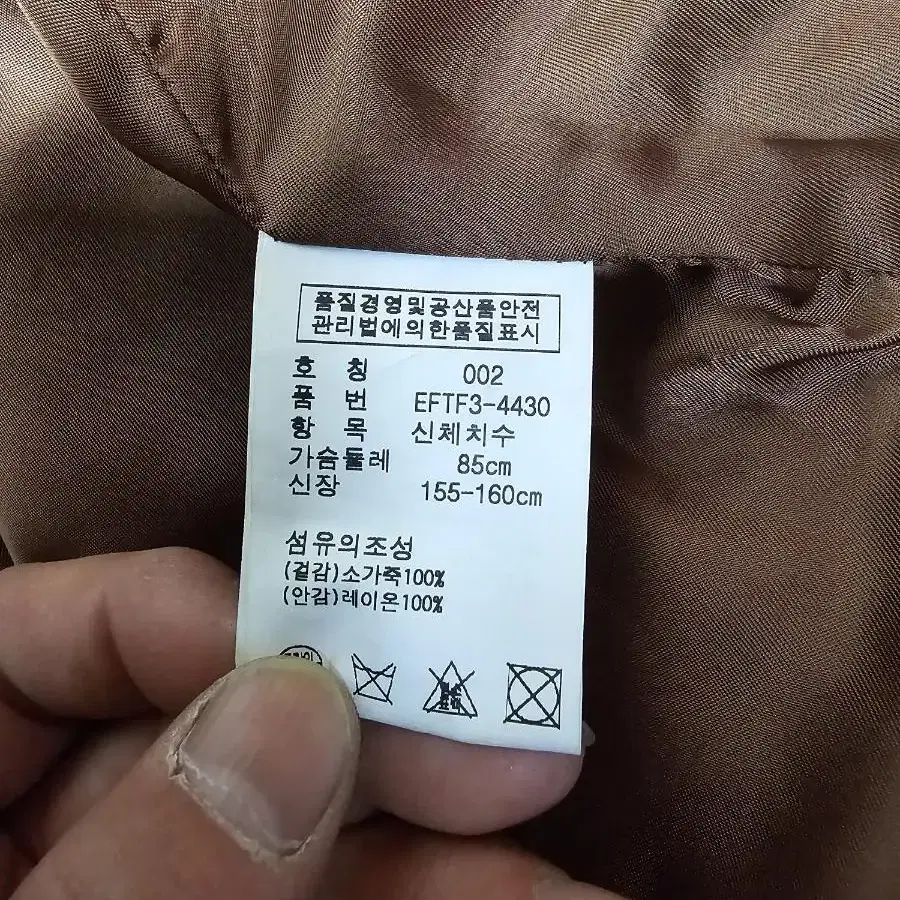 품질경영및공산품안전
관리법에의한품질표시
호 칭 002
품 번 EFTF3-4430
항 목 신체치수
가슴둘레 85cm
신장 155-160cm
섬유의조성
(겉감)소가죽100%
(안감)레이온100%